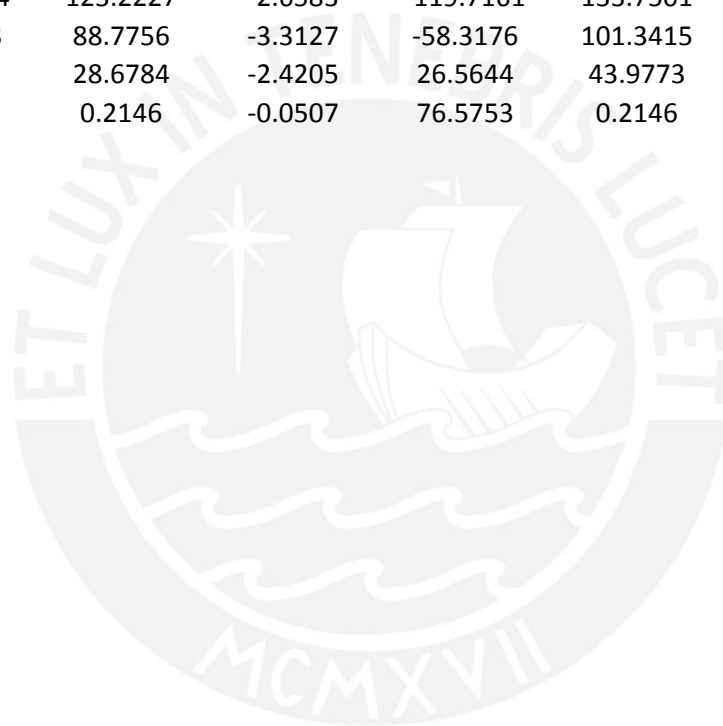 88.7756 -3.3127 -58.3176 101.3415
28.6784 -2.4205 26.5644 43.9773
0.2146 -0.0507 76.5753 0.2146
ET LUX IN TENEBRIS LUCET
MCMXVII